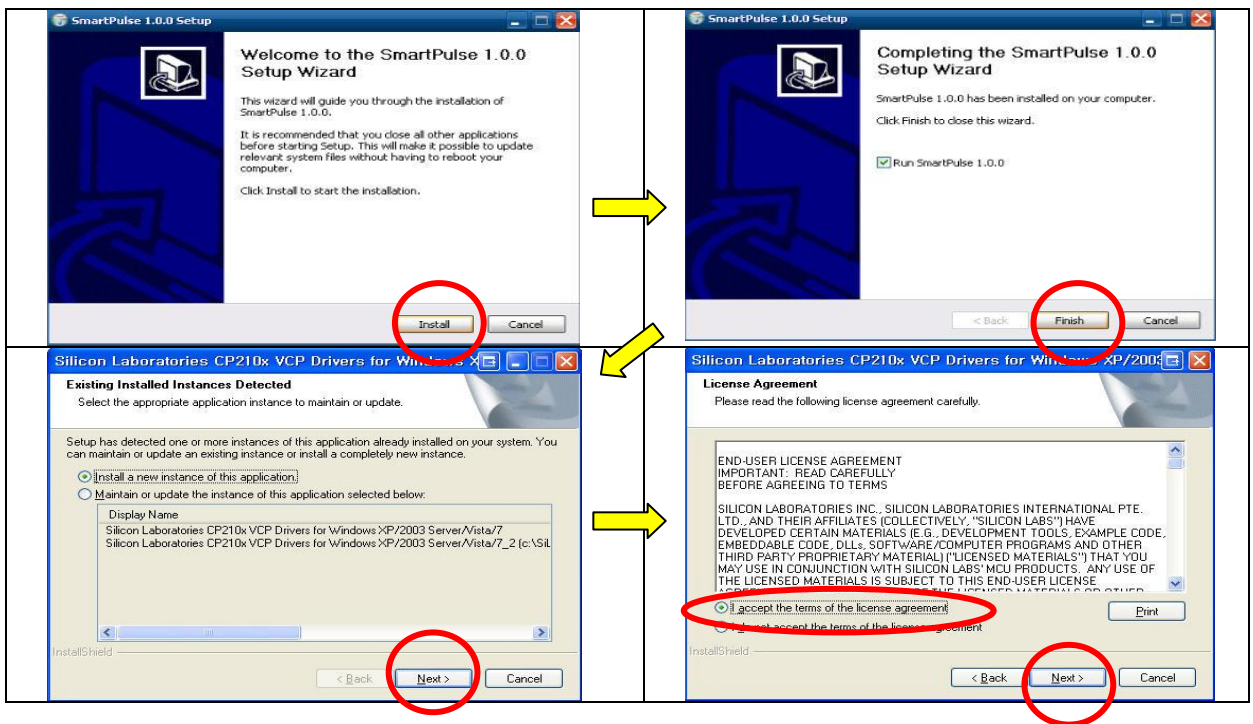 SmartPulse 1.0.0 Setup
Welcome to the SmartPulse 1.0.0
Setup Wizard
This wizard will guide you through the installation of
SmartPulse 1.0.0.
It is recommended that you close all other applications
before starting Setup. This will make it possible to update
relevant system files without having to reboot your
computer.
Click Install to start the installation.
Install
Cancel
SmartPulse 1.0.0 Setup
Completing the SmartPulse 1.0.0
Setup Wizard
SmartPulse 1.0.0 has been installed on your computer.
Click Finish to close this wizard.
Run SmartPulse 1.0.0
< Back
Finish
Cancel
Silicon Laboratories CP210x VCP Drivers for Windows X
Existing Installed Instances Detected
Select the appropriate application instance to maintain or update.
Setup has detected one or more instances of this application already installed on your system. You
can maintain or update an existing instance or install a completely new instance.
Install a new instance of this application.
Maintain or update the instance of this application selected below:
Display Name
Silicon Laboratories CP210x VCP Drivers for Windows XP/2003 Server/Vista/7
Silicon Laboratories CP210x VCP Drivers for Windows XP/2003 Server/Vista/7_2 (c:\SiL
InstallShield
< Back
Next >
Cancel
Silicon Laboratories CP210x VCP Drivers for Windows XP/2003
License Agreement
Please read the following license agreement carefully.
END-USER LICENSE AGREEMENT
IMPORTANT: READ CAREFULLY
BEFORE AGREEING TO TERMS
SILICON LABORATORIES INC., SILICON LABORATORIES INTERNATIONAL PTE.
LTD., AND THEIR AFFILIATES (COLLECTIVELY, "SILICON LABS") HAVE
DEVELOPED CERTAIN MATERIALS (E.G., DEVELOPMENT TOOLS, EXAMPLE CODE,
EMBEDDABLE CODE, DLLs, SOFTWARE/COMPUTER PROGRAMS AND OTHER
THIRD PARTY PROPRIETARY MATERIAL) ("LICENSED MATERIALS") THAT YOU
MAY USE IN CONJUNCTION WITH SILICON LABS' MCU PRODUCTS. ANY USE OF
THE LICENSED MATERIALS IS SUBJECT TO THIS END-USER LICENSE
I accept the terms of the license agreement
I do not accept the terms of the license agreement
Print
InstallShield
< Back
Next >
Cancel